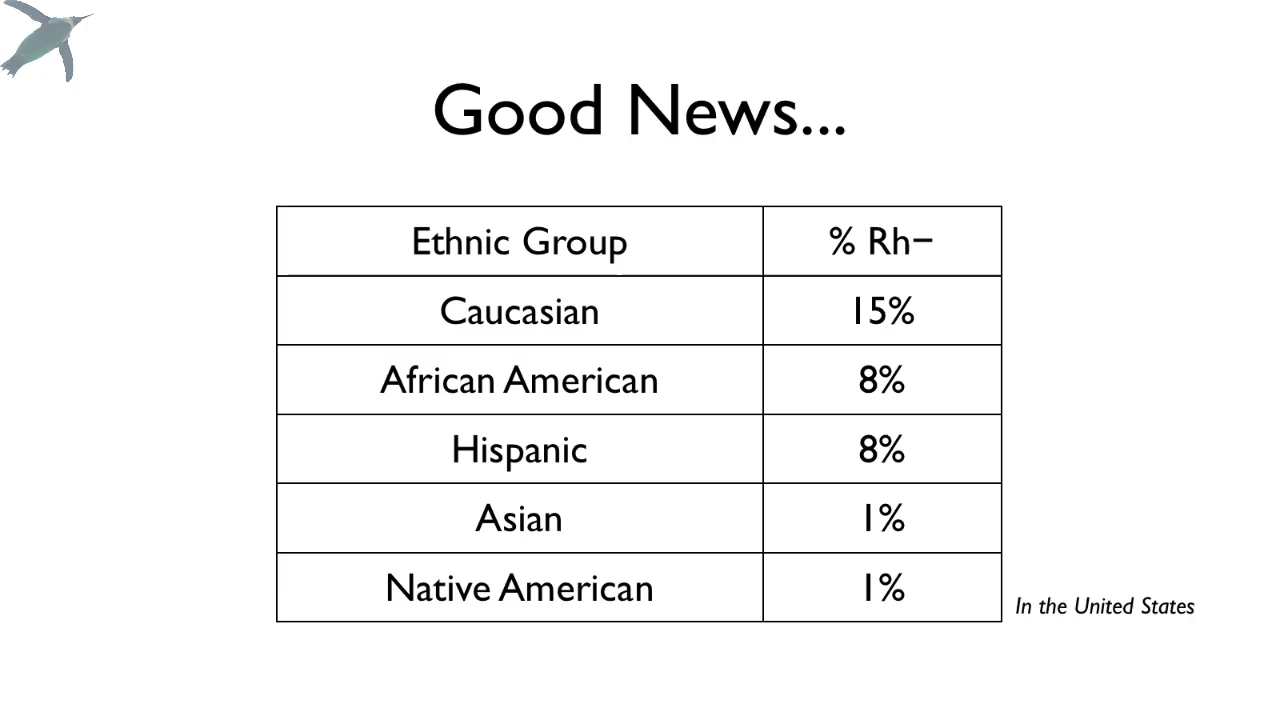 Good News...
Ethnic Group % Rh−
Caucasian 15%
African American 8%
Hispanic 8%
Asian 1%
Native American 1%
In the United States